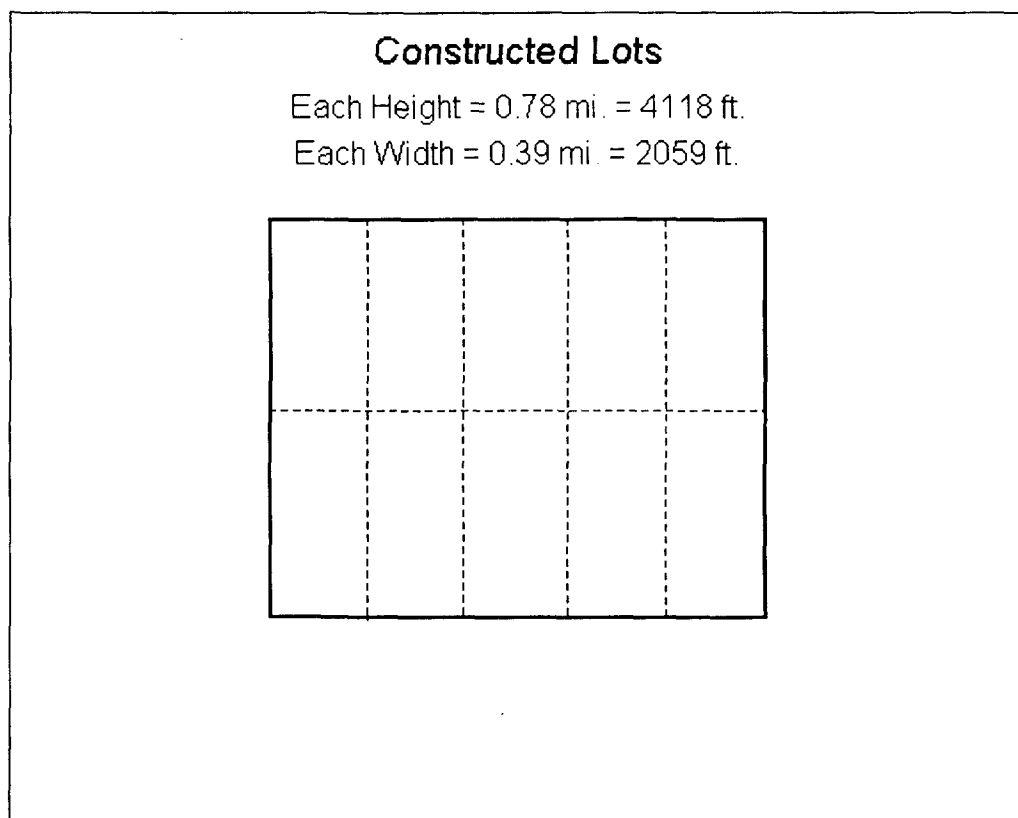 Constructed Lots
Each Height = 0.78 mi. = 4118 ft.
Each Width = 0.39 mi. = 2059 ft.